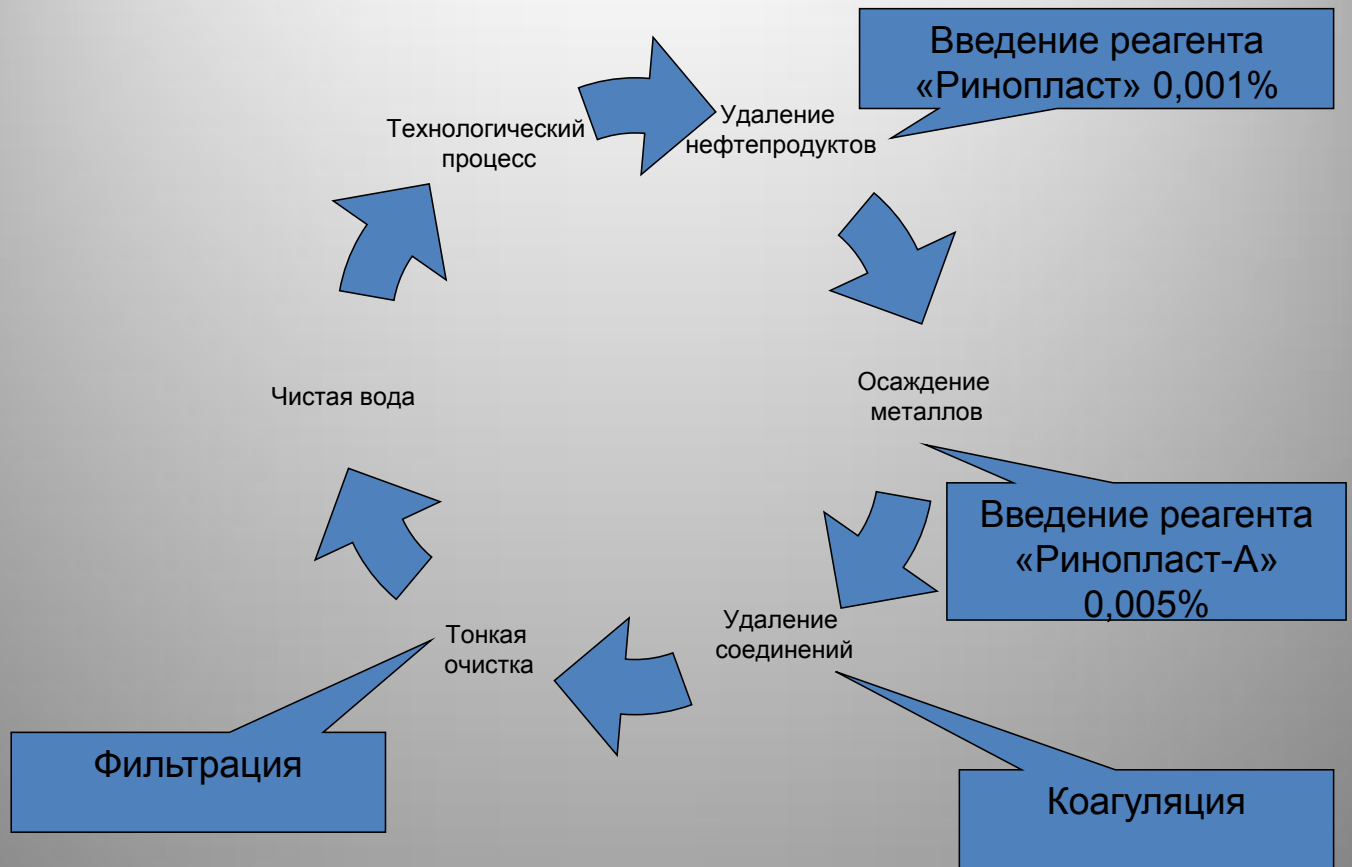 Введение реагента
«Ринопласт» 0,001%
Технологический
процесс
Удаление
нефтепродуктов
Чистая вода
Осаждение
металлов
Введение реагента
«Ринопласт-А»
0,005%
Удаление
соединений
Тонкая
очистка
Фильтрация
Коагуляция